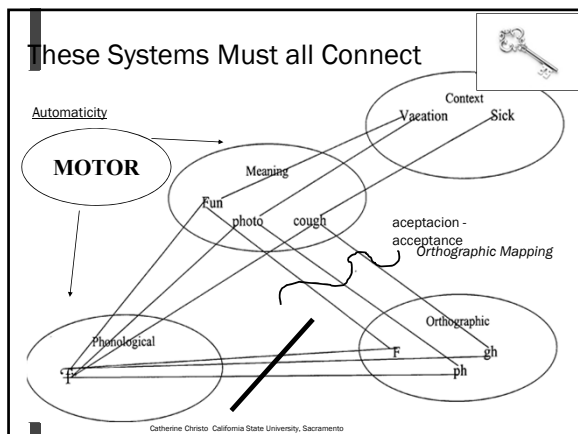 These Systems Must all Connect
Automaticity
MOTOR
Context
Vacation Sick
Meaning
Fun
photo cough
aceptacion -
acceptance
Orthographic Mapping
Phonological
Orthographic
F
gh
ph
Catherine Christo California State University, Sacramento